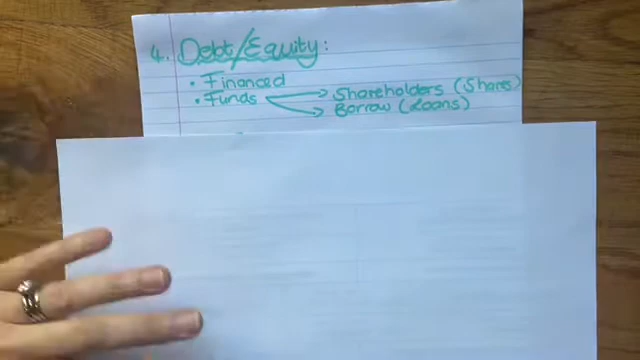 4. Debt/Equity:
• Financed
• Funds → Shareholders (Shares)
→ Borrow (Loans)